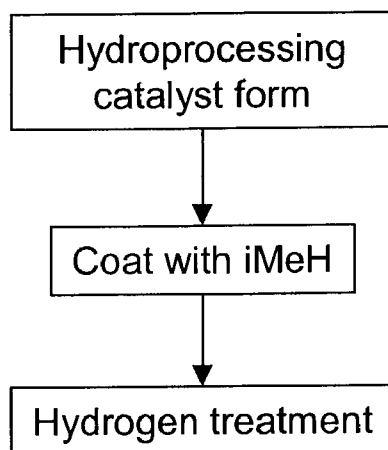 Hydroprocessing
catalyst form
Coat with iMeH
Hydrogen treatment